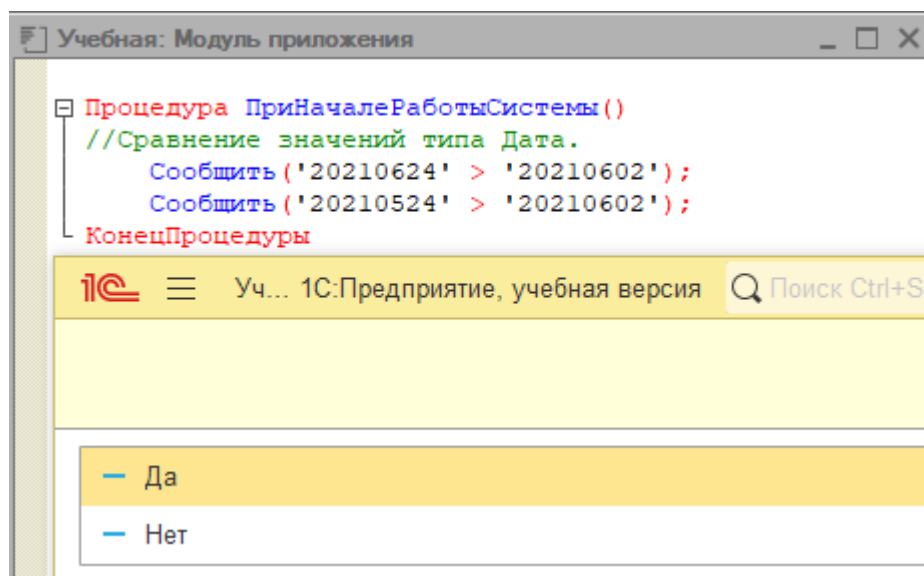 Учебная: Модуль приложения
Процедура ПриНачалеРаботыСистемы()
//Сравнение значений типа Дата.
Сообщить('20210624' > '20210602');
Сообщить('20210524' > '20210602');
КонецПроцедуры
1С Уч... 1С:Предприятие, учебная версия Поиск Ctrl+S
Да
Нет